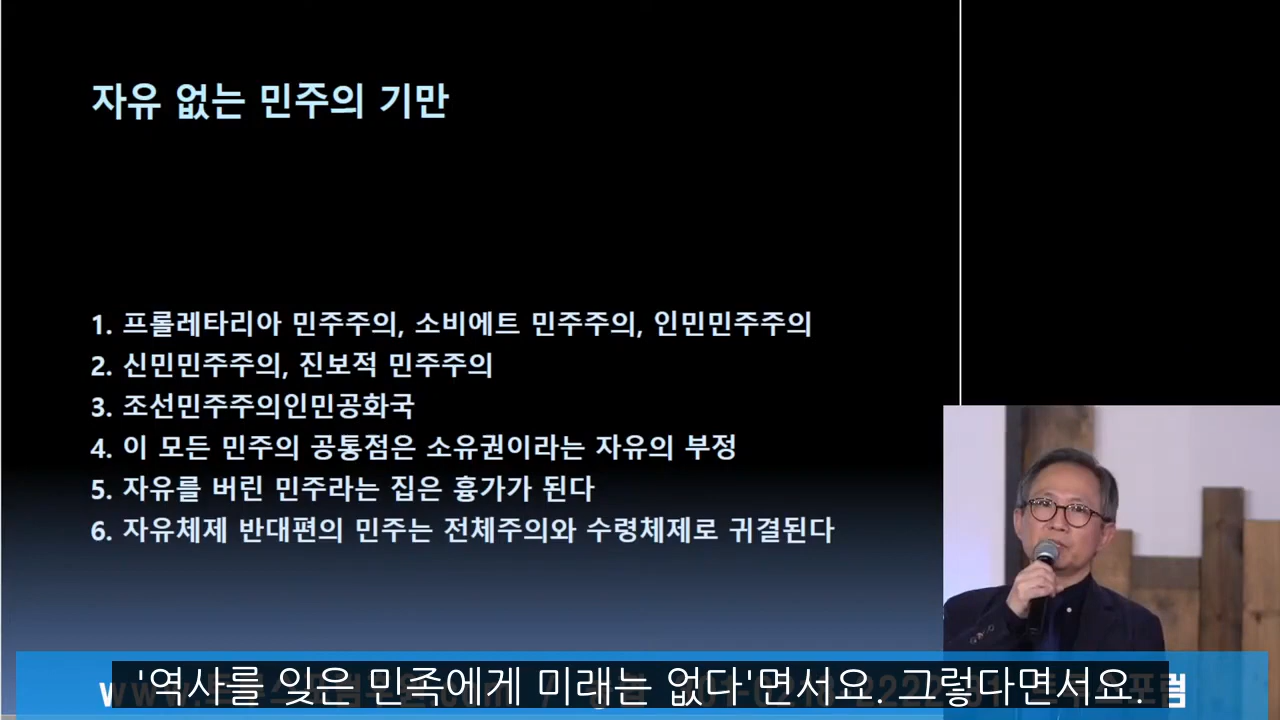 자유 없는 민주의 기만
1. 프롤레타리아 민주주의, 소비에트 민주주의, 인민민주주의
2. 신민민주주의, 진보적 민주주의
3. 조선민주주의인민공화국
4. 이 모든 민주의 공통점은 소유권이라는 자유의 부정
5. 자유를 버린 민주라는 집은 흉가가 된다
6. 자유체제 반대편의 민주는 전체주의와 수령체제로 귀결된다
'역사를 잊은 민족에게 미래는 없다'면서요. 그렇다면서요.